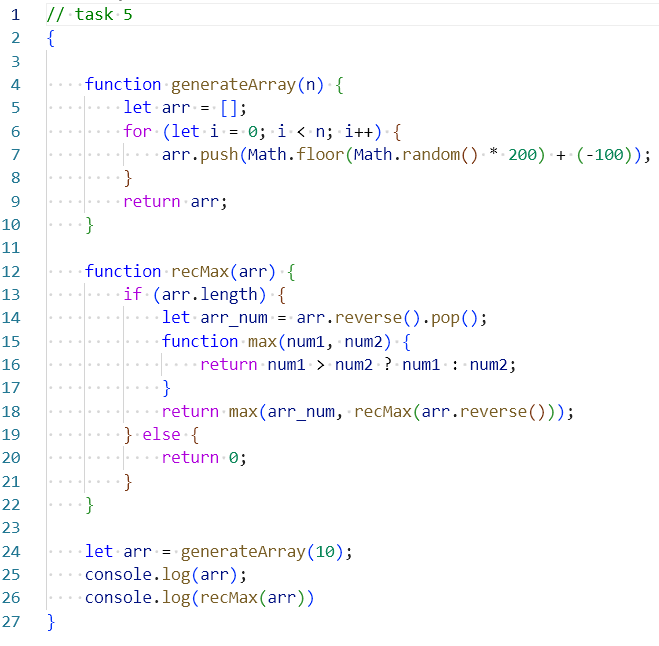 1 // task 5
2 {
3
4     function generateArray(n) {
5         let arr = [];
6         for (let i = 0; i < n; i++) {
7             arr.push(Math.floor(Math.random() * 200) + (-100));
8         }
9         return arr;
10     }
11
12     function recMax(arr) {
13         if (arr.length) {
14             let arr_num = arr.reverse().pop();
15             function max(num1, num2) {
16                 return num1 > num2 ? num1 : num2;
17             }
18             return max(arr_num, recMax(arr.reverse()));
19         } else {
20             return 0;
21         }
22     }
23
24     let arr = generateArray(10);
25     console.log(arr);
26     console.log(recMax(arr))
27 }